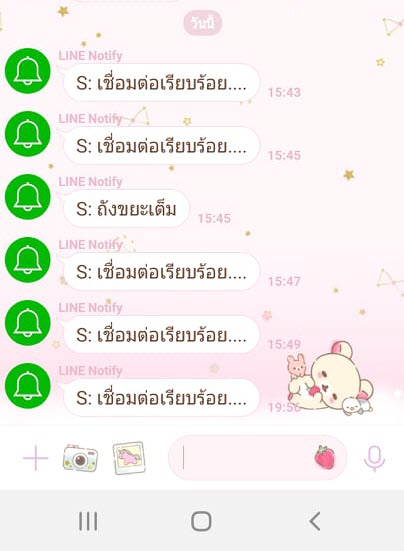 วันนี้
LINE Notify
S: เชื่อมต่อเรียบร้อย....
15:43
LINE Notify
S: เชื่อมต่อเรียบร้อย....
15:45
LINE Notify
S: ถังขยะเต็ม
15:45
LINE Notify
S: เชื่อมต่อเรียบร้อย....
15:47
LINE Notify
S: เชื่อมต่อเรียบร้อย....
15:49
LINE Notify
S: เชื่อมต่อเรียบร้อย....
19:56